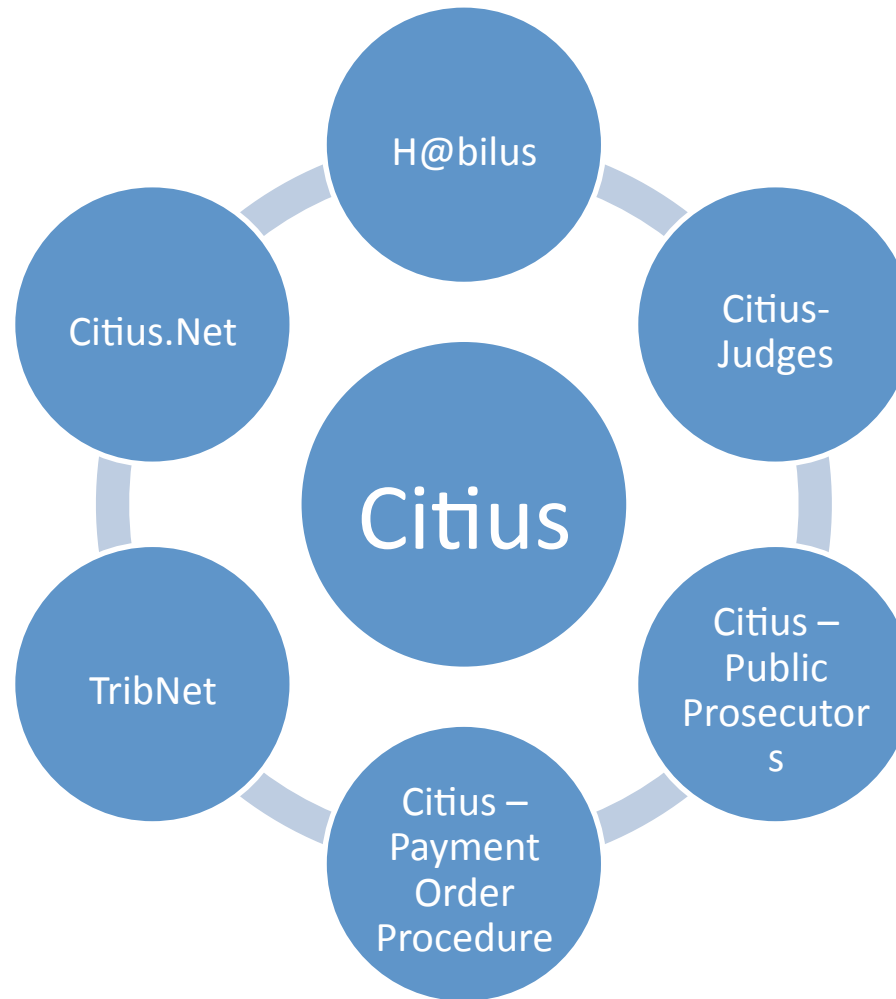 H@bilus
Citius-
Judges
Citius.Net
Citius
Citius –
Public
Prosecutor
s
TribNet
Citius –
Payment
Order
Procedure